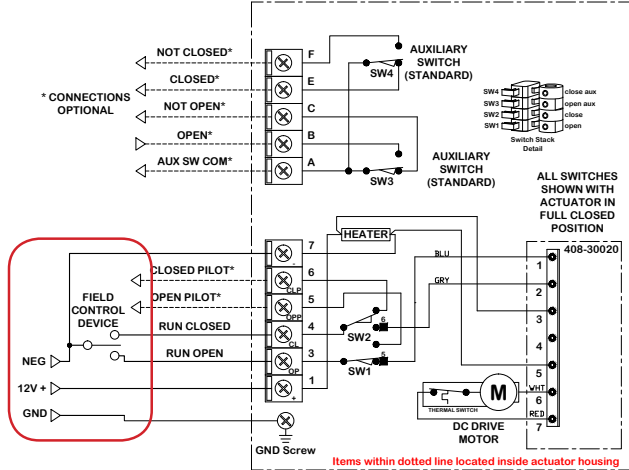 NOT CLOSED*
CLOSED*
NOT OPEN*
OPEN*
AUX SW COM*
* CONNECTIONS
OPTIONAL
F
E
C
B
A
SW4
AUXILIARY
SWITCH
(STANDARD)
SW3
AUXILIARY
SWITCH
(STANDARD)
SW4
SW3
SW2
SW1
close aux
open aux
close
open
Switch Stack
Detail
ALL SWITCHES
SHOWN WITH
ACTUATOR IN
FULL CLOSED
POSITION
408-30020
HEATER
BLU
GRY
WHT
RED
1
2
3
4
5
6
7
7
-
CLOSED PILOT*
6
CLP
OPEN PILOT*
5
OPP
RUN CLOSED
4
CL
RUN OPEN
3
OP
1
+
FIELD
CONTROL
DEVICE
NEG
12V +
GND
SW2
6
SW1
5
GND Screw
THERMAL SWITCH
M
DC DRIVE
MOTOR
Items within dotted line located inside actuator housing